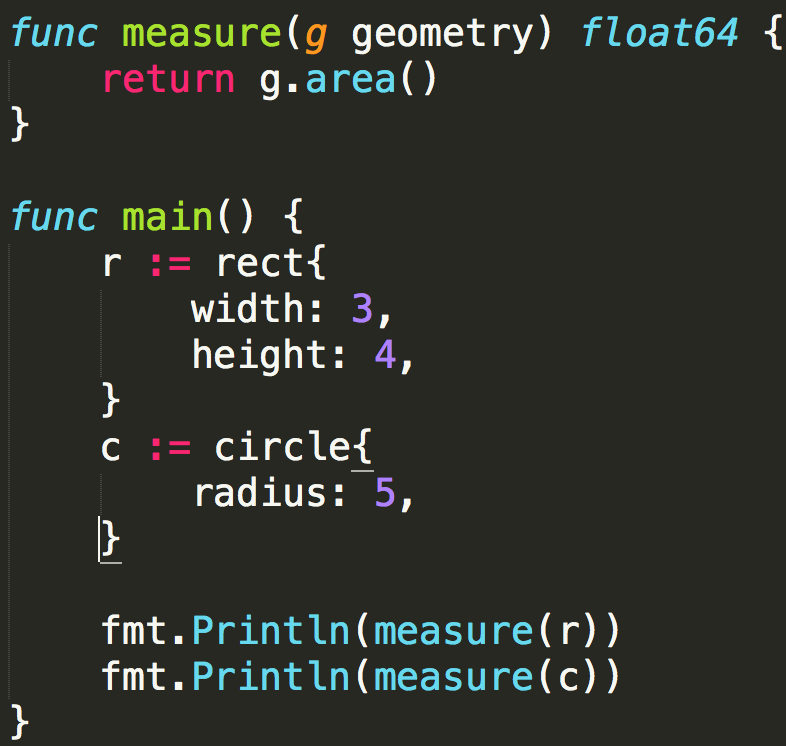 func measure(g geometry) float64 {
    return g.area()
}

func main() {
    r := rect{
        width: 3,
        height: 4,
    }
    c := circle{
        radius: 5,
    }

    fmt.Println(measure(r))
    fmt.Println(measure(c))
}